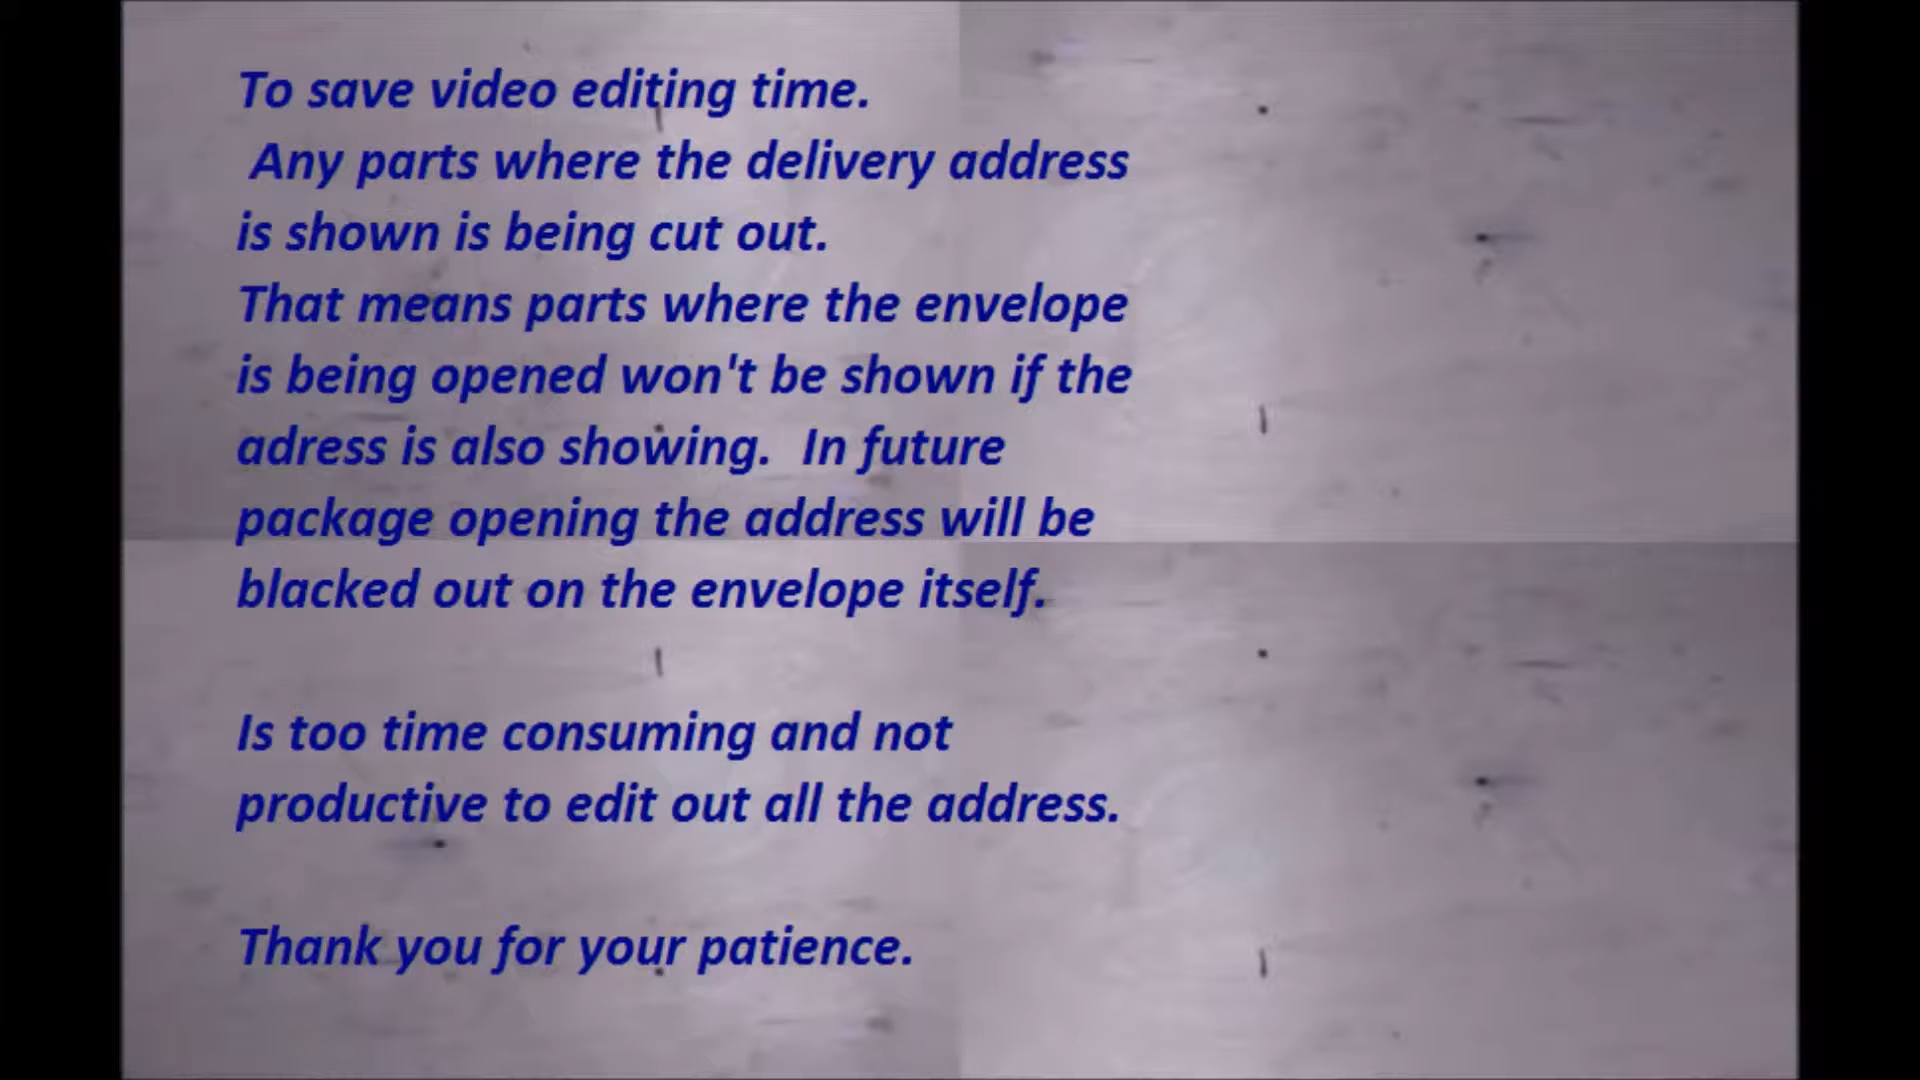 To save video editing time.
Any parts where the delivery address
is shown is being cut out.
That means parts where the envelope
is being opened won't be shown if the
adress is also showing.  In future
package opening the address will be
blacked out on the envelope itself.
Is too time consuming and not
productive to edit out all the address.
Thank you for your patience.